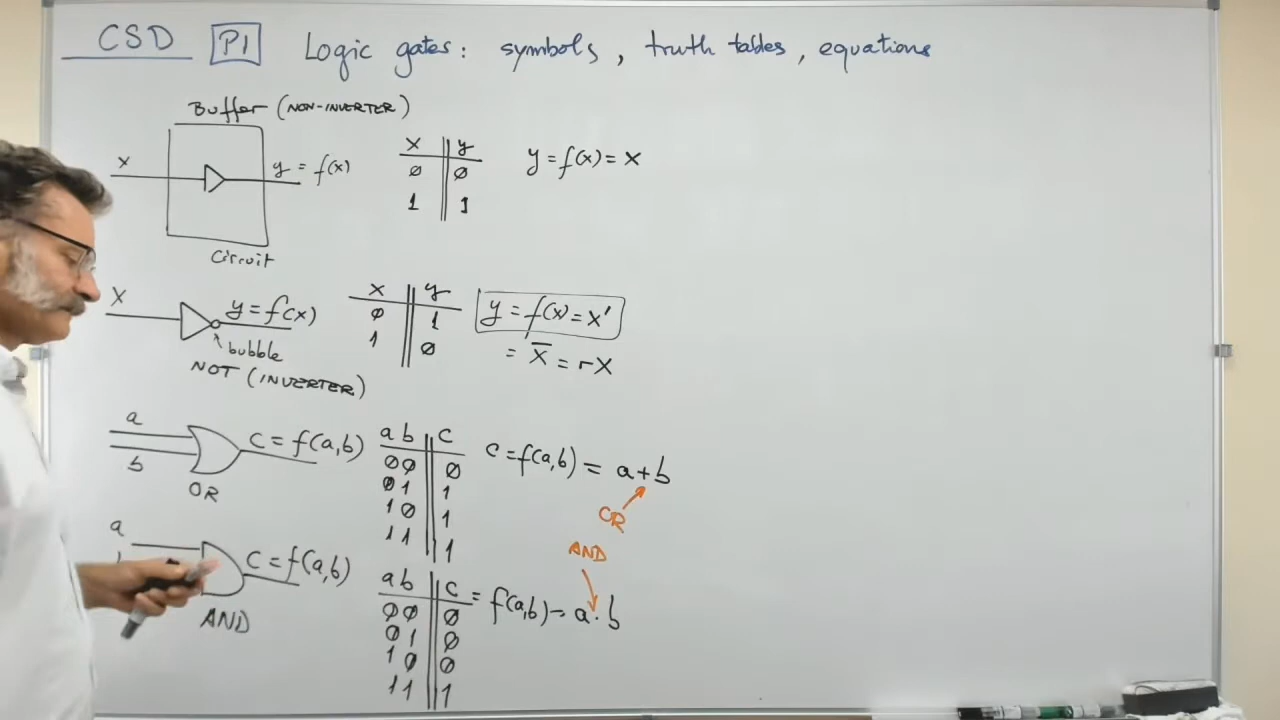 CSD P1 Logic gates: symbols, truth tables, equations
Buffer (NON-INVERTER)
x y = f(x)
Circuit
x y
0 0
1 1
y = f(x) = x
x y = f(x)
bubble
NOT (INVERTER)
x y
0 1
1 0
y = f(x) = x'
= x̅ = ¬x
a
b
C = f(a,b)
OR
a b c
0 0 0
0 1 1
1 0 1
1 1 1
c = f(a,b) = a + b
OR
a
C = f(a,b)
AND
a b c = f(a,b) = a · b
0 0 0
0 1 0
1 0 0
1 1 1
AND